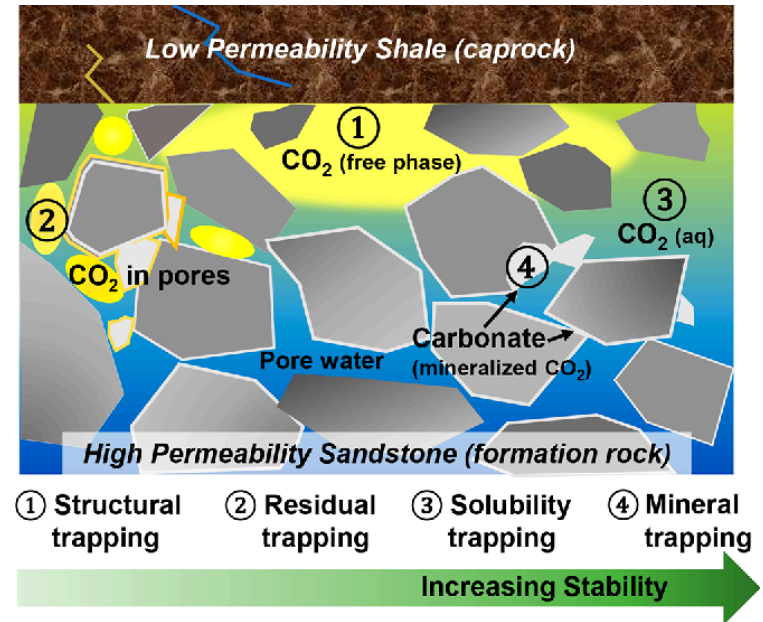 Low Permeability Shale (caprock)
①
CO₂ (free phase)
②
CO₂ in pores
③
CO₂ (aq)
④
Carbonate
(mineralized CO₂)
Pore water
High Permeability Sandstone (formation rock)
① Structural trapping
② Residual trapping
③ Solubility trapping
④ Mineral trapping
Increasing Stability